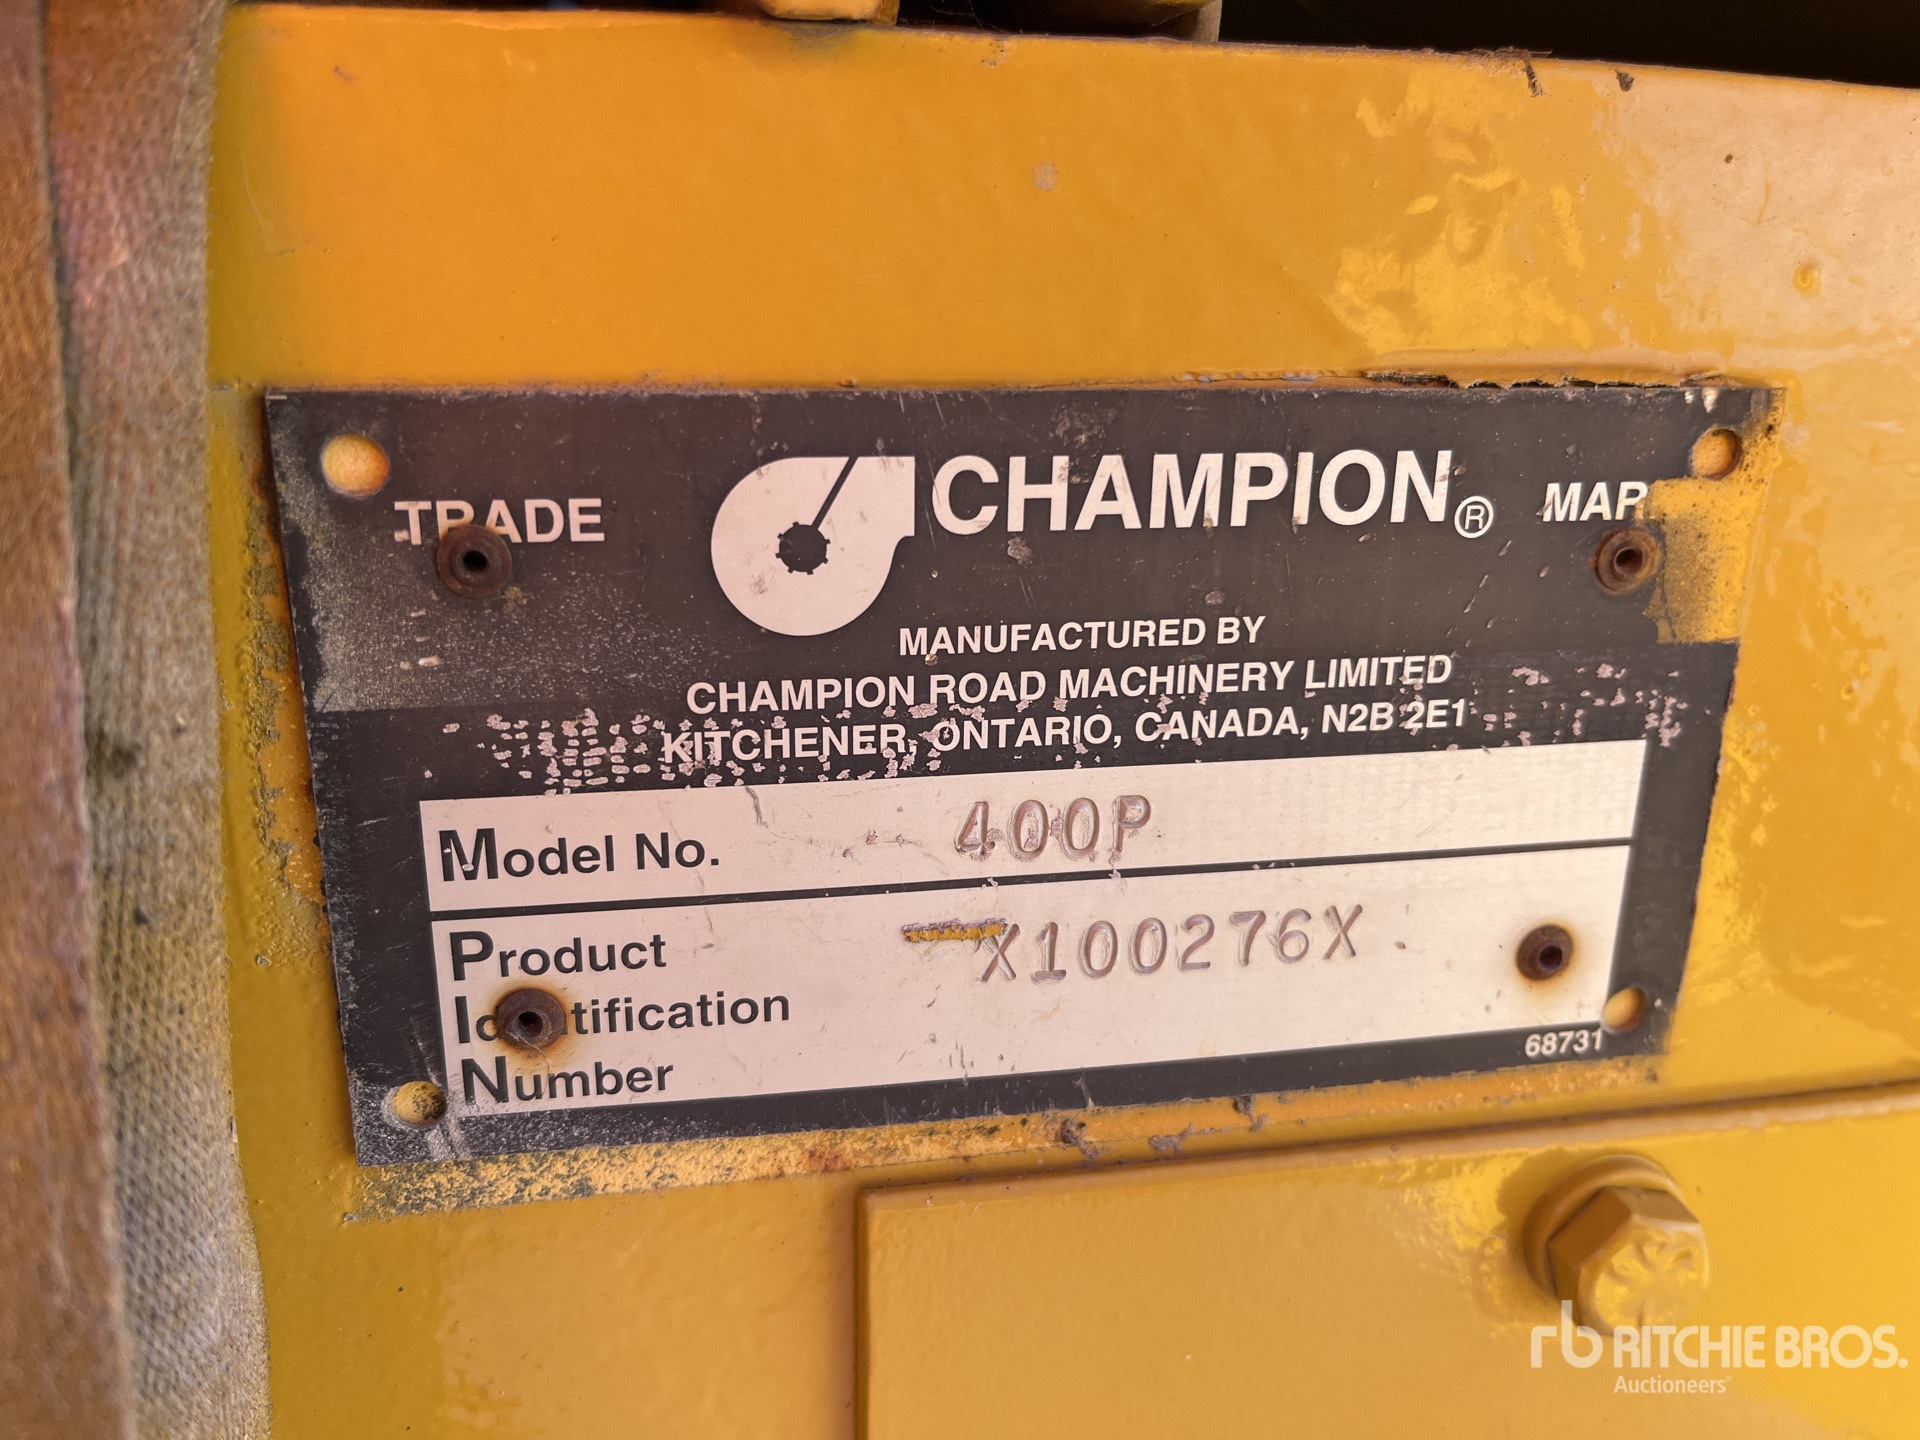 TRADE CHAMPION® MAR
MANUFACTURED BY
CHAMPION ROAD MACHINERY LIMITED
KITCHENER, ONTARIO, CANADA, N2B 2E1
Model No. 400P
Product X100276X
Identification
Number
68731
rb RITCHIE BROS.
Auctioneers